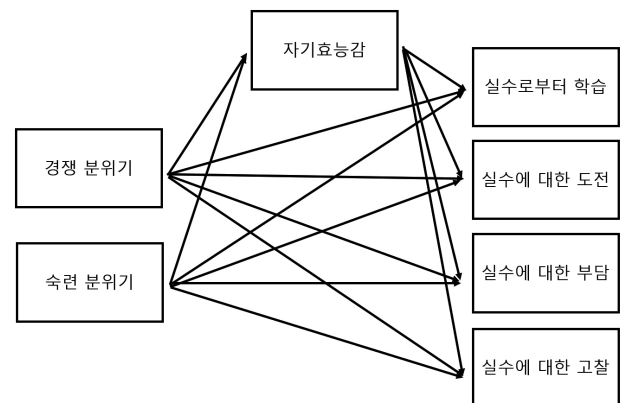 자기효능감
실수로부터 학습
경쟁 분위기
실수에 대한 도전
숙련 분위기
실수에 대한 부담
실수에 대한 고찰